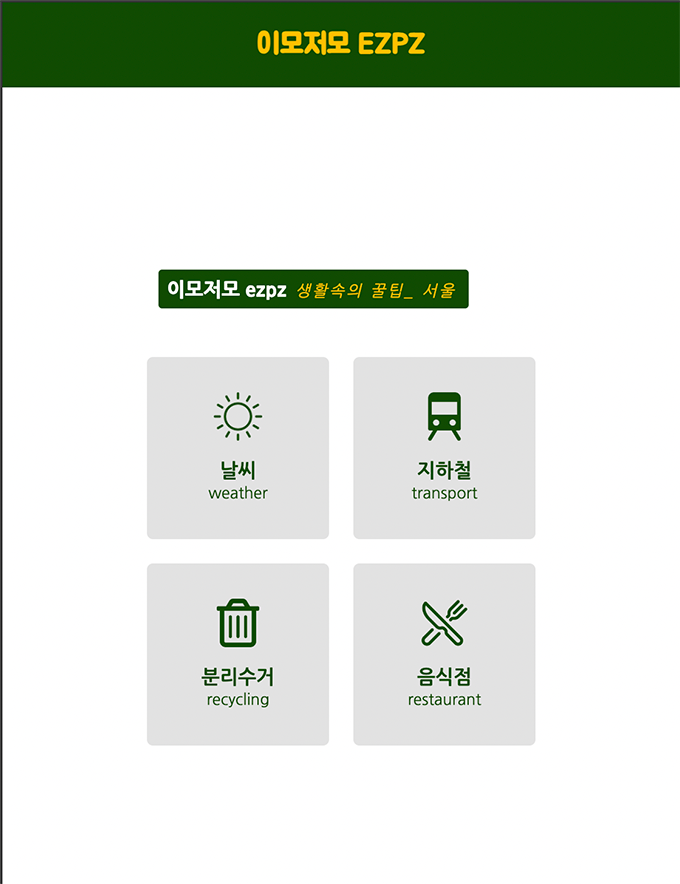 이모저모 EZPZ
이모저모 ezpz 생활속의 꿀팁_ 서울
날씨
weather
지하철
transport
분리수거
recycling
음식점
restaurant